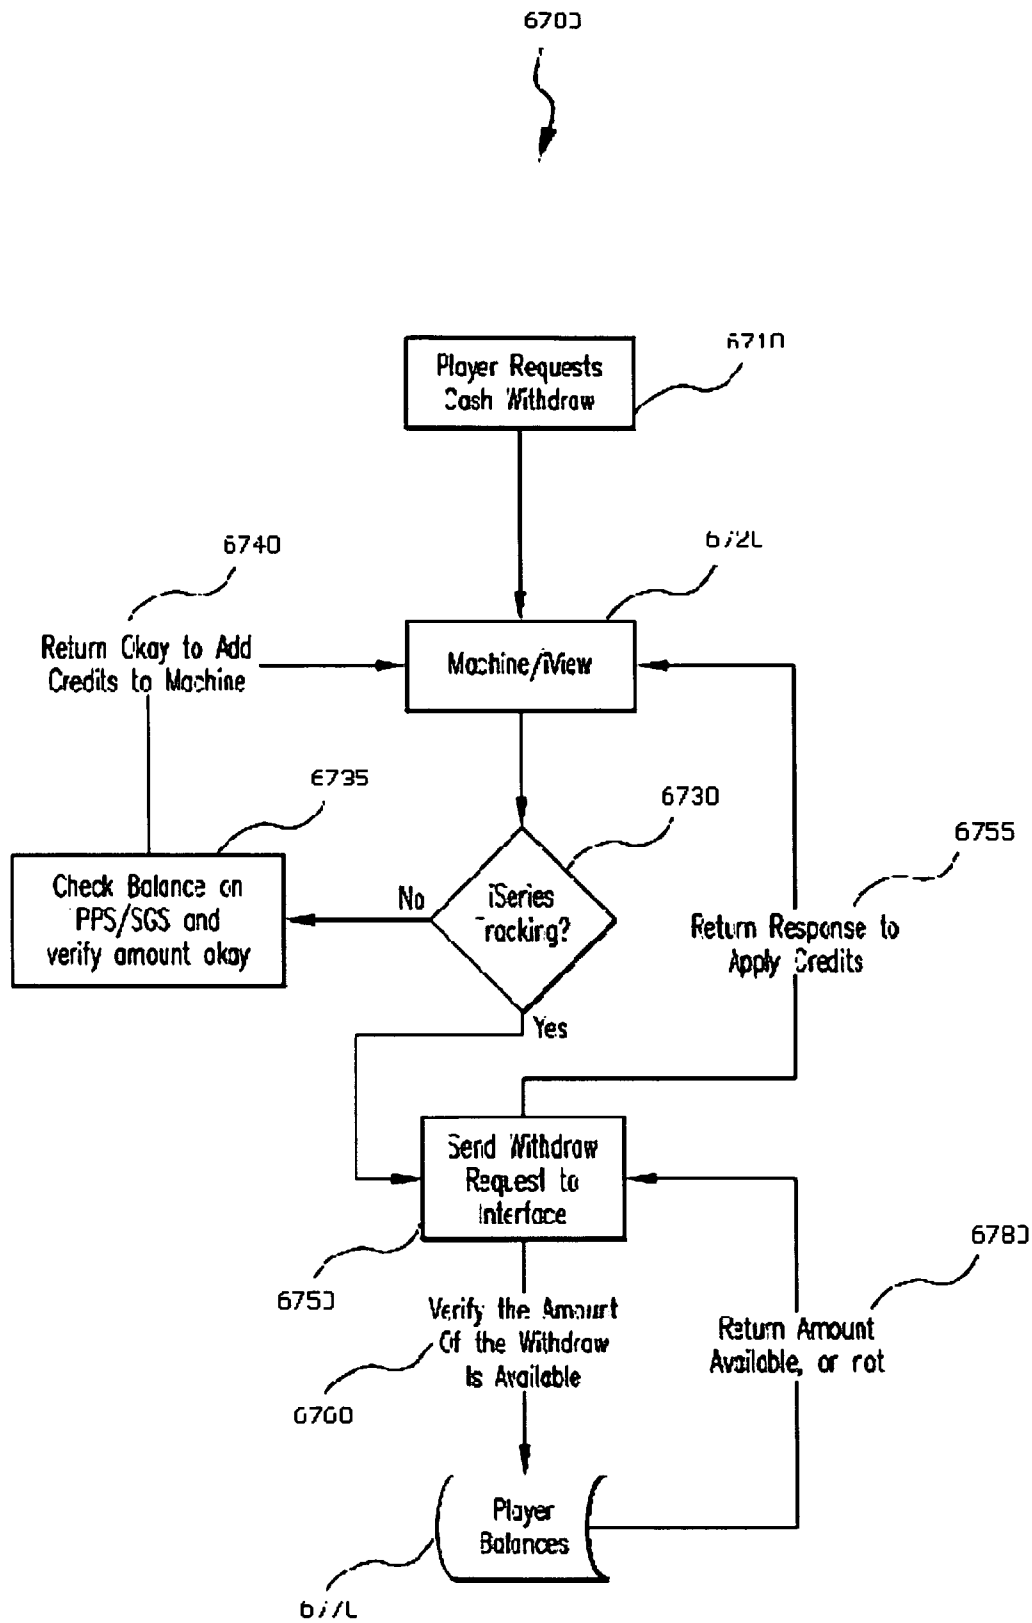 6700
6710
Player Requests
Cash Withdraw
6720
6740
Return Okay to Add
Credits to Machine
Machine/iView
6735
6730
6755
Check Balance on
PPS/SGS and
verify amount okay
No
iSeries
Tracking?
Return Response to
Apply Credits
Yes
Send Withdraw
Request to
Interface
6780
6750
Verify the Amount
Of the Withdraw
Is Available
Return Amount
Available, or not
6760
Player
Balances
6770